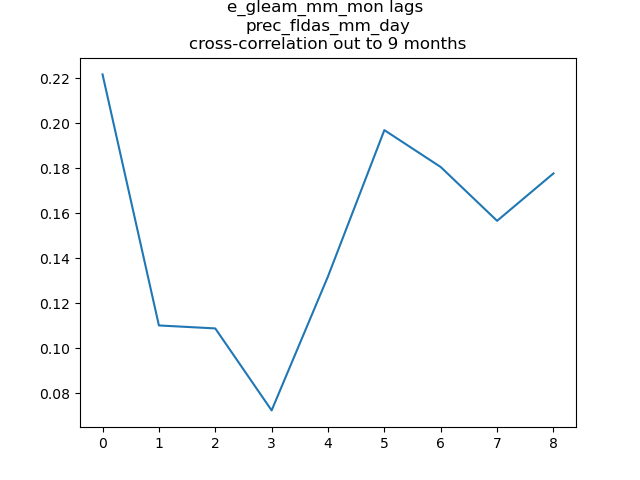 e_gleam_mm_mon lags
prec_fldas_mm_day
cross-correlation out to 9 months
0.22
0.20
0.18
0.16
0.14
0.12
0.10
0.08
0 1 2 3 4 5 6 7 8